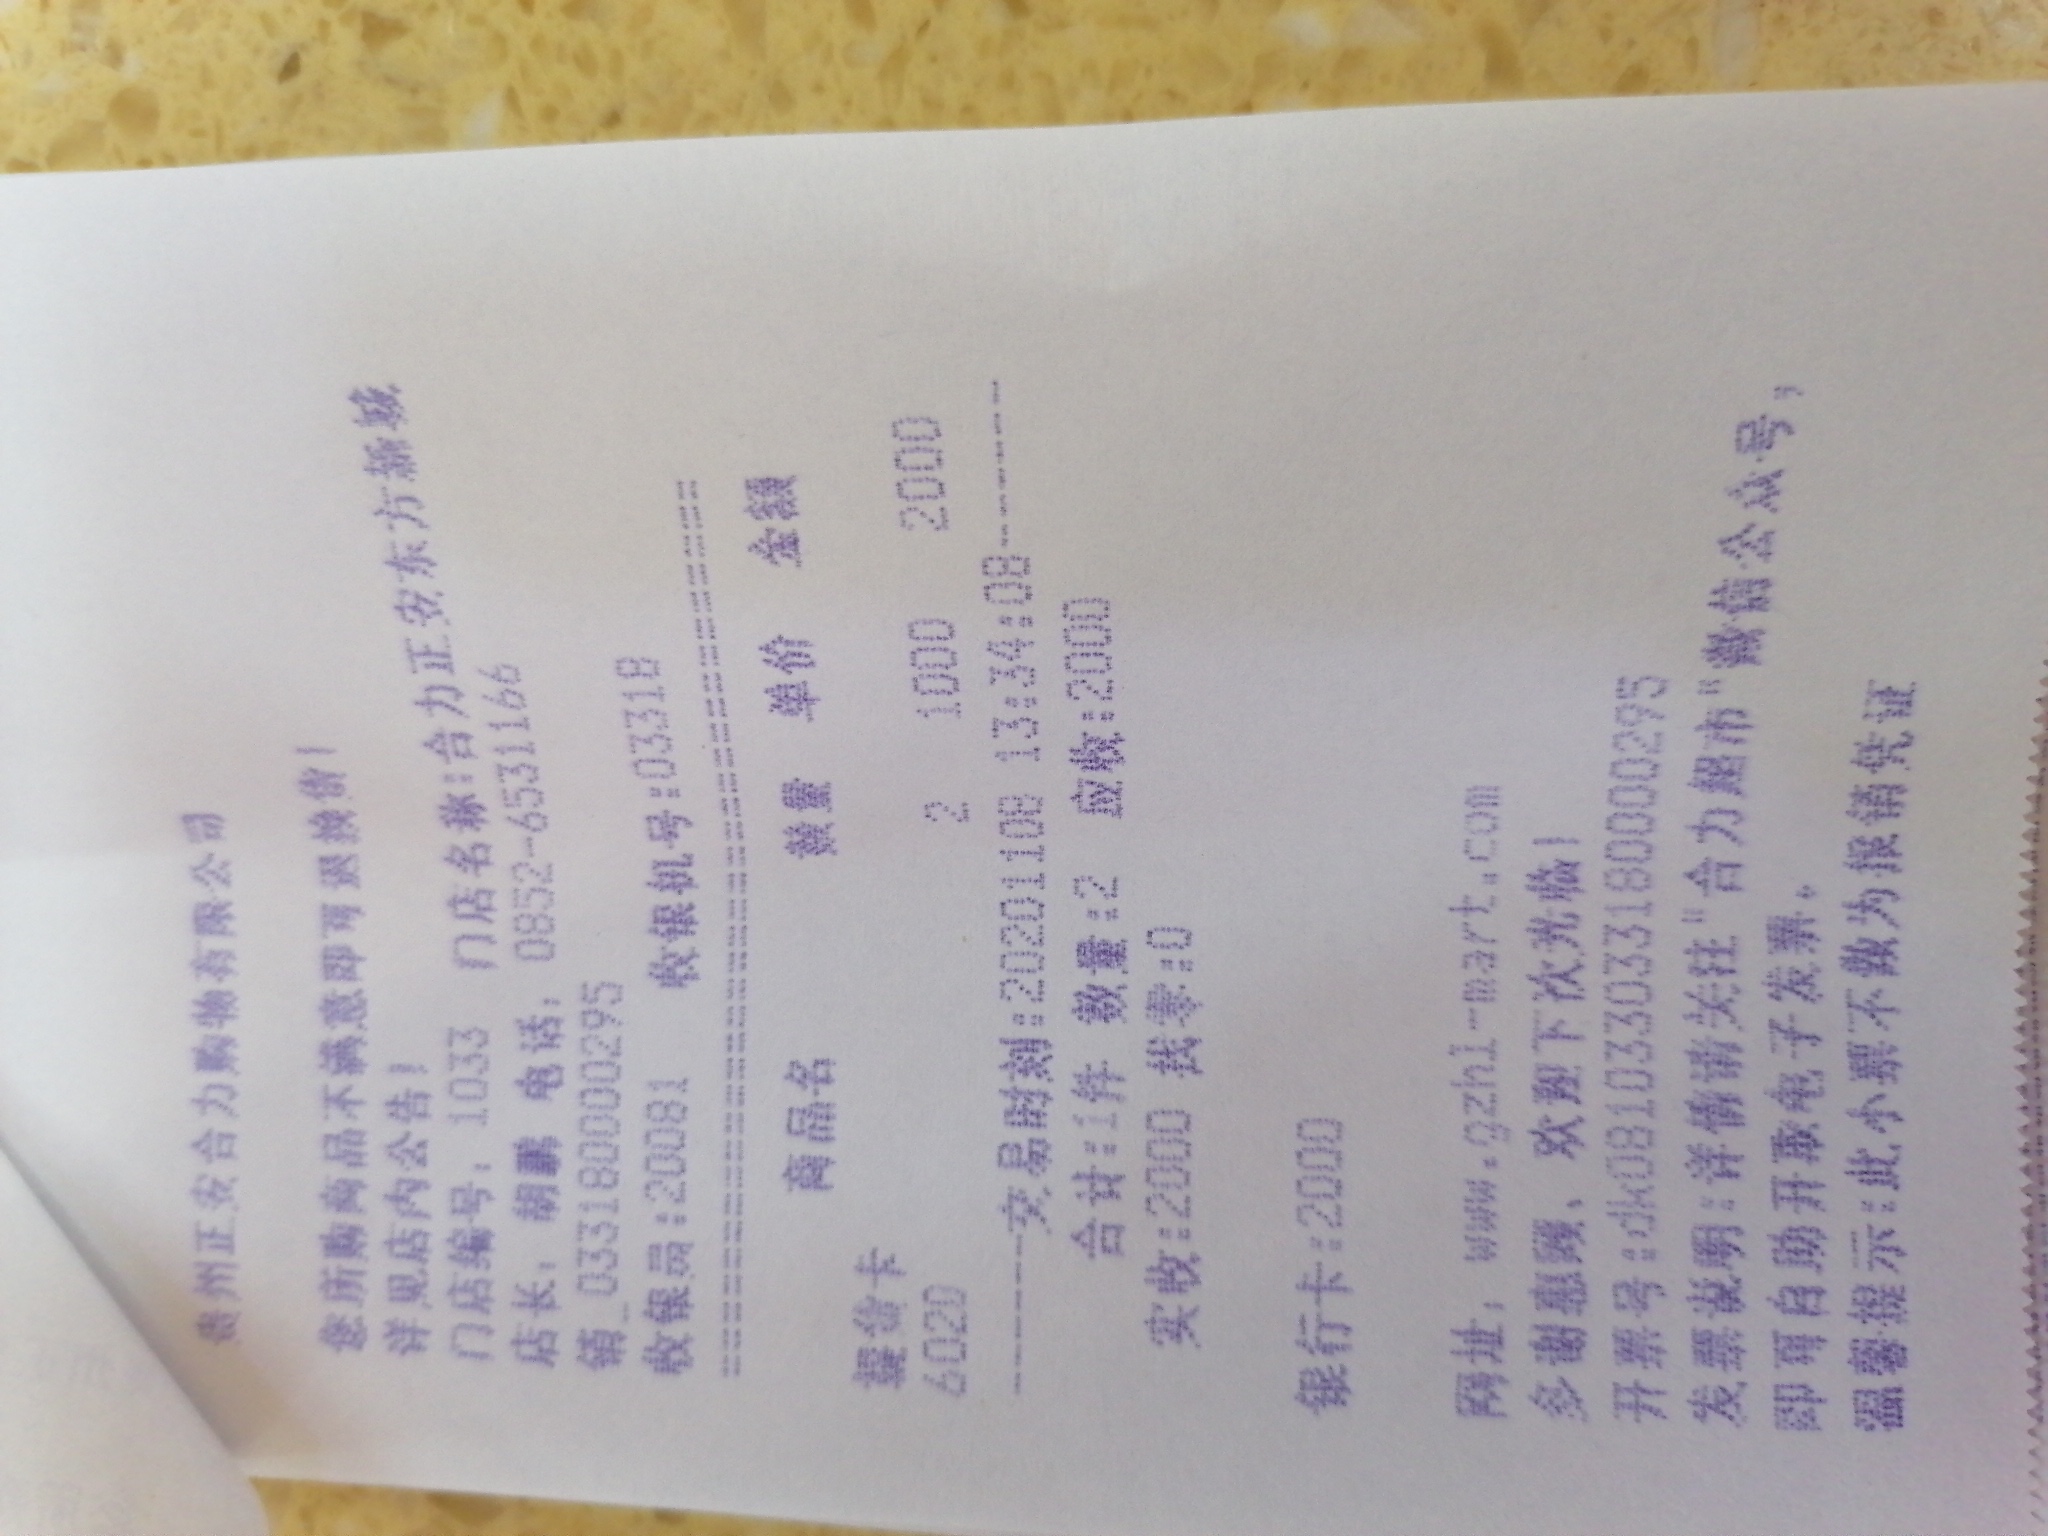 贵州正安合力购物有限公司
您所购商品不满意即可退换货!
详见店内公告!
门店编号: 1033 门店名称:合力正安东方新城
店长: 胡鹏 电话: 0852-6531166
销_03318000295
收银员:20081 收银机号:03318
================================
商品名 数量 单价 金额
提货卡
6020 2 1000 2000
--------交易时刻:20201108 13:34:08--------
合计:1件 数量:2 应收:2000
实收:2000 找零:0
银行卡:2000
网址: www.gzhl-mart.com
多谢惠顾、欢迎下次光临!
开票号:dk081033033180000295
发票说明:详情请关注"合力超市"微信公众号,
即可自助开取电子发票。
温馨提示:此小票不做为报销凭证